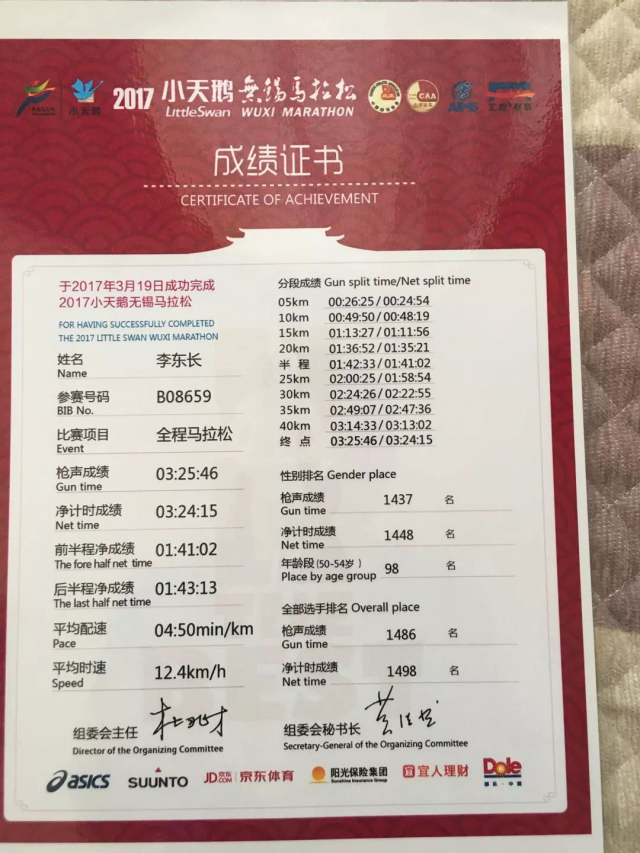 小天鹅
2017 小天鹅 無錫馬拉松
LittleSwan WUXI MARATHON
CAA
AIMS
成绩证书
CERTIFICATE OF ACHIEVEMENT
于2017年3月19日成功完成
2017小天鹅无锡马拉松
FOR HAVING SUCCESSFULLY COMPLETED
THE 2017 LITTLE SWAN WUXI MARATHON
姓名 李东长
Name
参赛号码 B08659
BIB No.
比赛项目 全程马拉松
Event
枪声成绩 03:25:46
Gun time
净计时成绩 03:24:15
Net time
前半程净成绩 01:41:02
The fore half net time
后半程净成绩 01:43:13
The last half net time
平均配速 04:50min/km
Pace
平均时速 12.4km/h
Speed
分段成绩 Gun split time/Net split time
05km 00:26:25 / 00:24:54
10km 00:49:50 / 00:48:19
15km 01:13:27 / 01:11:56
20km 01:36:52 / 01:35:21
半 程 01:42:33 / 01:41:02
25km 02:00:25 / 01:58:54
30km 02:24:26 / 02:22:55
35km 02:49:07 / 02:47:36
40km 03:14:33 / 03:13:02
终 点 03:25:46 / 03:24:15
性别排名 Gender place
枪声成绩 1437 名
Gun time
净计时成绩 1448 名
Net time
年龄段 (50-54岁) 98 名
Place by age group
全部选手排名 Overall place
枪声成绩 1486 名
Gun time
净计时成绩 1498 名
Net time
组委会主任
Director of the Organizing Committee
组委会秘书长
Secretary-General of the Organizing Committee
asics
SUUNTO
JD.COM 京东 京东体育
阳光保险集团
Sunshine Insurance Group
宜人理财
Dole
都乐·中国